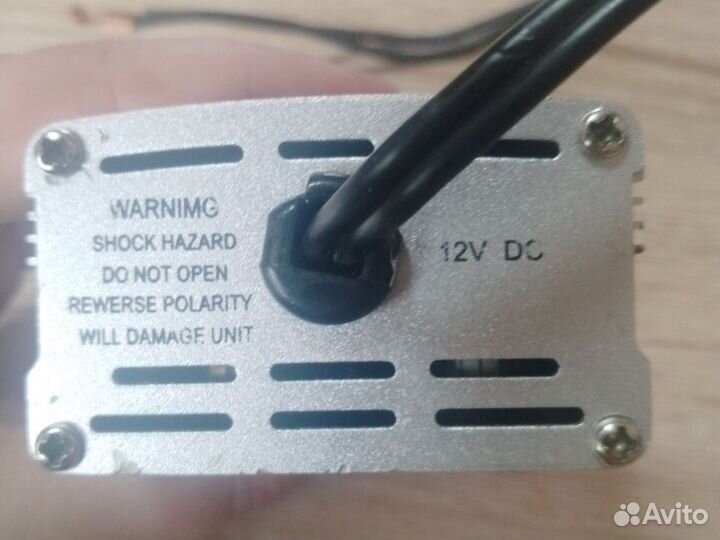 WARNIMG
SHOCK HAZARD
DO NOT OPEN
REWERSE POLARITY
WILL DAMAGE UNIT
12V DC
Avito